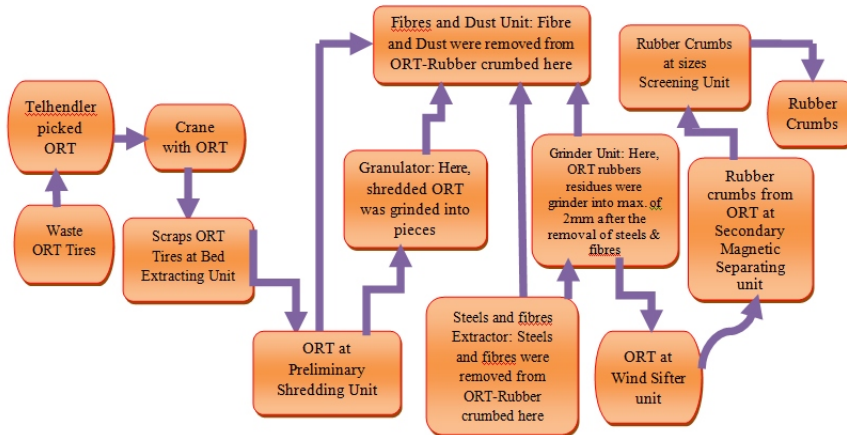 Waste
ORT Tires
Telhendler
picked
ORT
Crane
with ORT
Scraps ORT
Tires at Bed
Extracting Unit
ORT at
Preliminary
Shredding Unit
Granulator: Here,
shredded ORT
was grinded into
pieces
Fibres and Dust Unit: Fibre
and Dust were removed from
ORT-Rubber crumbed here
Steels and fibres
Extractor: Steels
and fibres were
removed from
ORT-Rubber
crumbed here
Grinder Unit: Here,
ORT rubbers
residues were
grinder into max. of
2mm after the
removal of steels &
fibres
ORT at
Wind Sifter
unit
Rubber
crumbs from
ORT at
Secondary
Magnetic
Separating
unit
Rubber Crumbs
at sizes
Screening Unit
Rubber
Crumbs